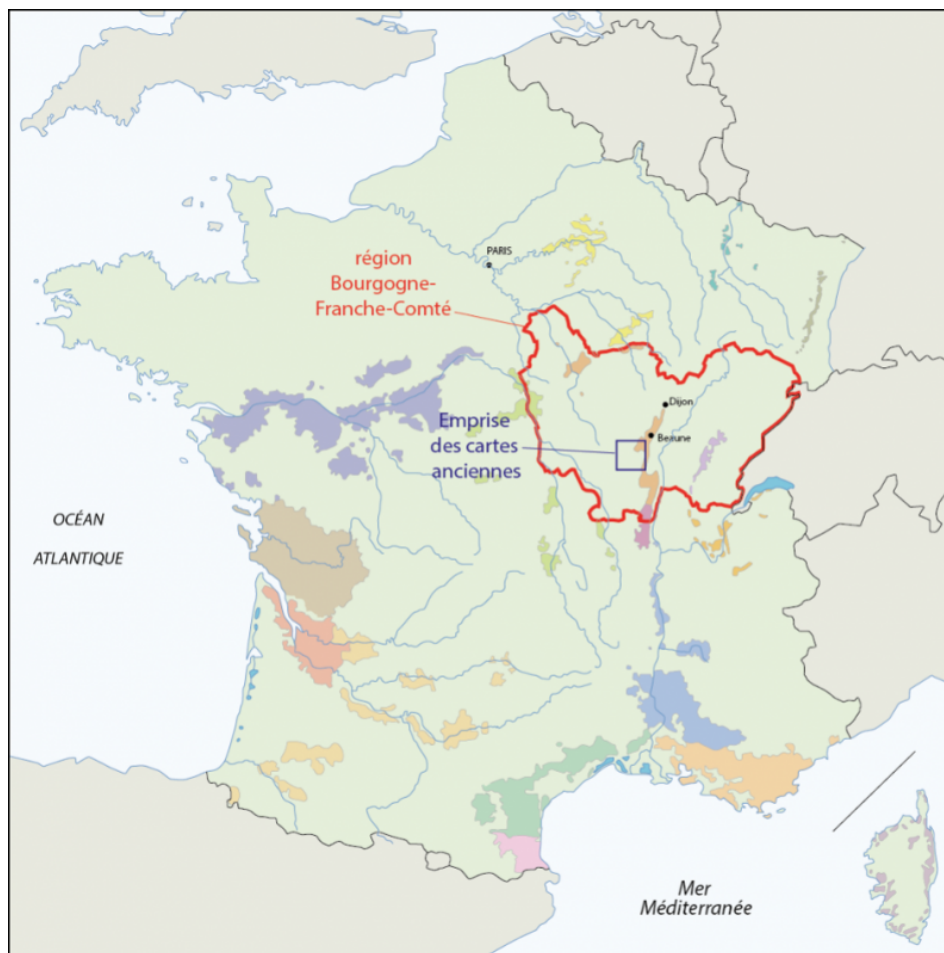 PARIS
région
Bourgogne-
Franche-Comté
Dijon
Beaune
Emprise
des cartes
anciennes
OCÉAN
ATLANTIQUE
Mer
Méditerranée